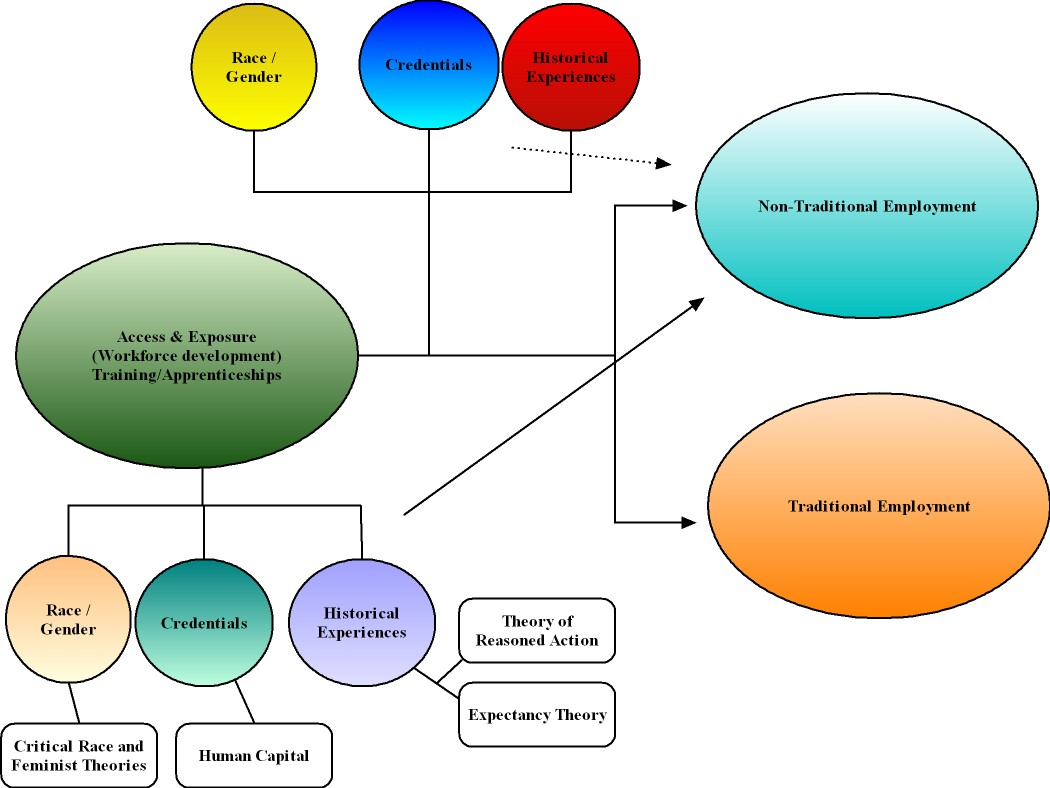 Race /
Gender
Credentials
Historical
Experiences
Non-Traditional Employment
Access & Exposure
(Workforce development)
Training/Apprenticeships
Traditional Employment
Race /
Gender
Credentials
Historical
Experiences
Theory of
Reasoned Action
Expectancy Theory
Critical Race and
Feminist Theories
Human Capital